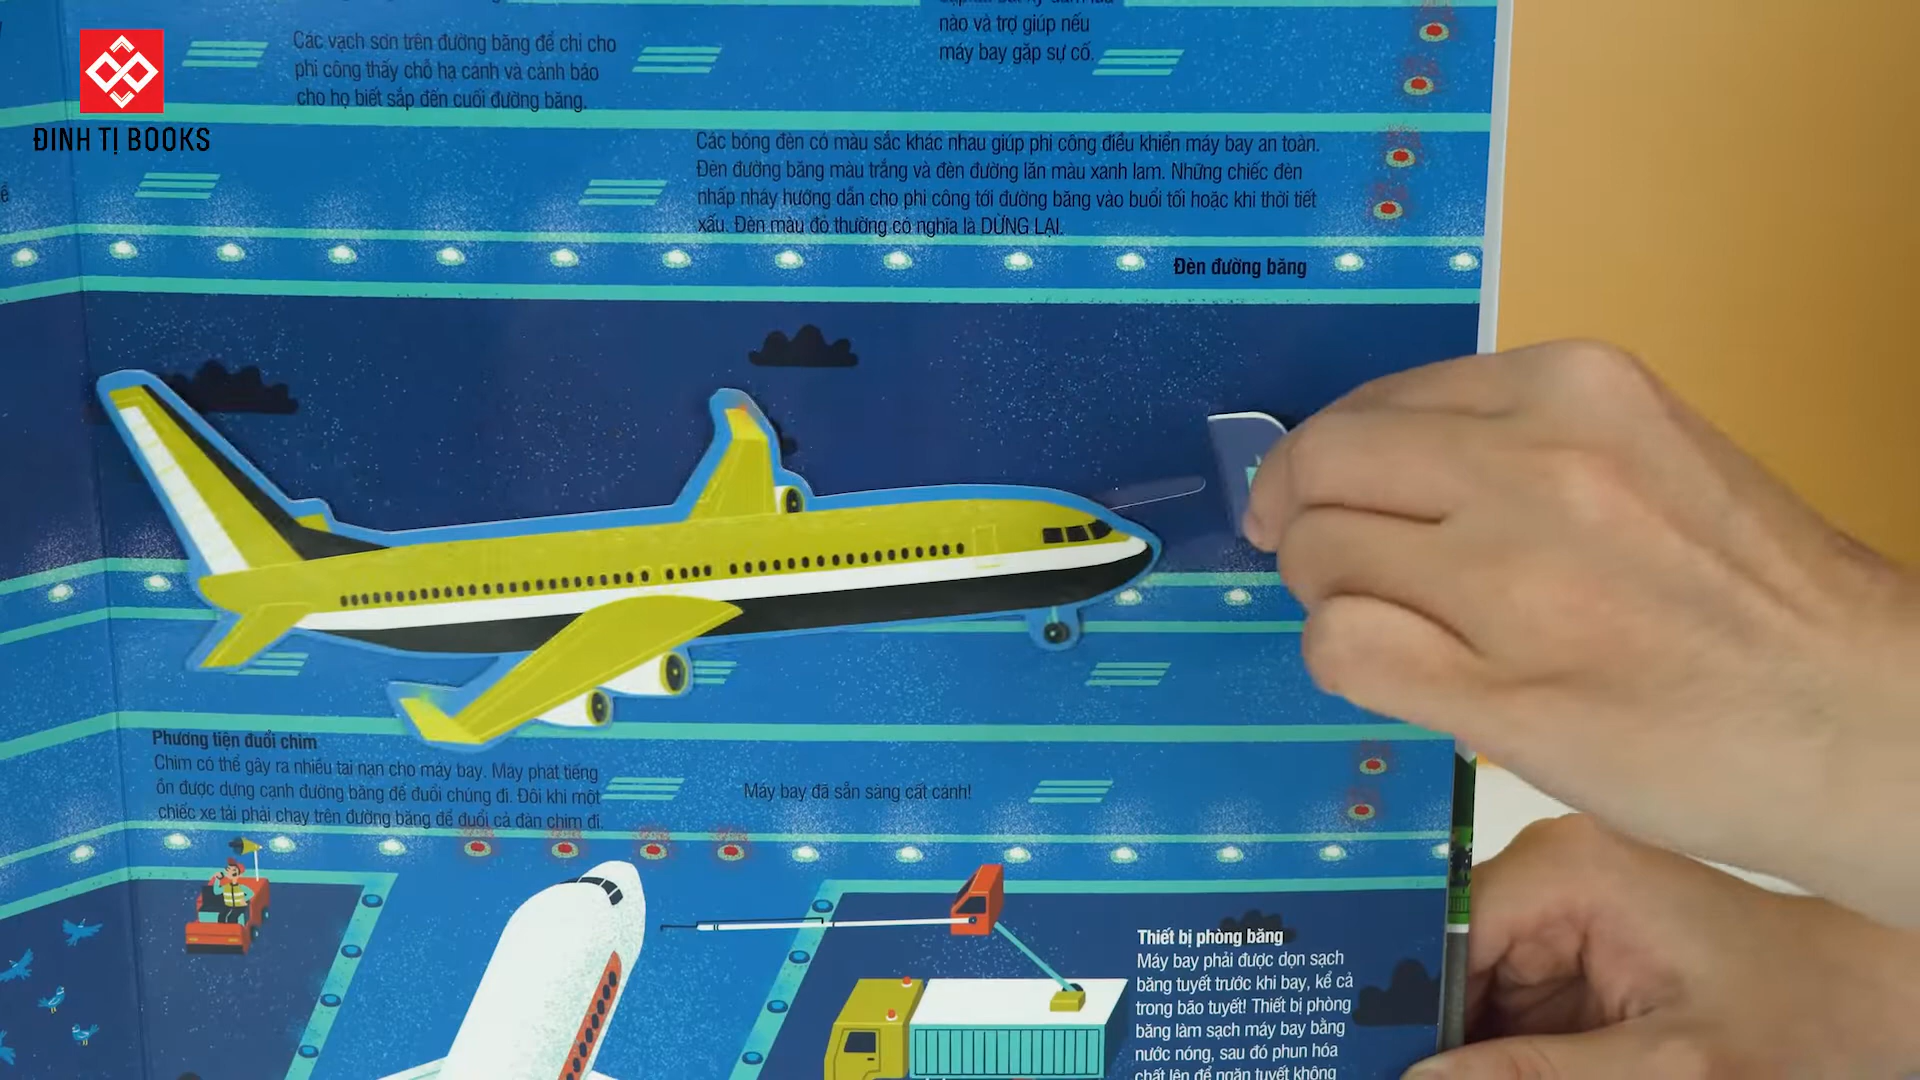 ĐINH TỊ BOOKS
Các vạch sơn trên đường băng để chỉ cho
phi công thấy chỗ hạ cánh và cảnh báo
cho họ biết sắp đến cuối đường băng.
nào và trợ giúp nếu
máy bay gặp sự cố.
Các bóng đèn có màu sắc khác nhau giúp phi công điều khiển máy bay an toàn.
Đèn đường băng màu trắng và đèn đường lăn màu xanh lam. Những chiếc đèn
nhấp nháy hướng dẫn cho phi công tới đường băng vào buổi tối hoặc khi thời tiết
xấu. Đèn màu đỏ thường có nghĩa là DỪNG LẠI.
Đèn đường băng
Phương tiện đuổi chim
Chim có thể gây ra nhiều tai nạn cho máy bay. Máy phát tiếng
ồn được dựng cạnh đường băng để đuổi chúng đi. Đôi khi một
chiếc xe tải phải chạy trên đường băng để đuổi cả đàn chim đi.
Máy bay đã sẵn sàng cất cánh!
Thiết bị phòng băng
Máy bay phải được dọn sạch
băng tuyết trước khi bay, kể cả
trong bão tuyết! Thiết bị phòng
băng làm sạch máy bay bằng
nước nóng, sau đó phun hóa
chất lên để ngăn tuyết không